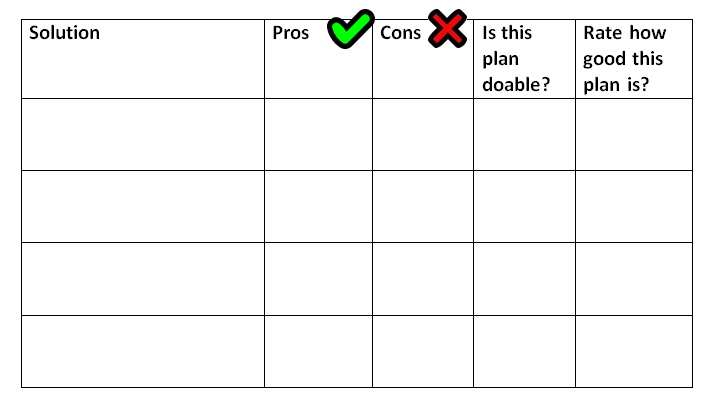 Solution
Pros
Cons
Is this
plan
doable?
Rate how
good this
plan is?